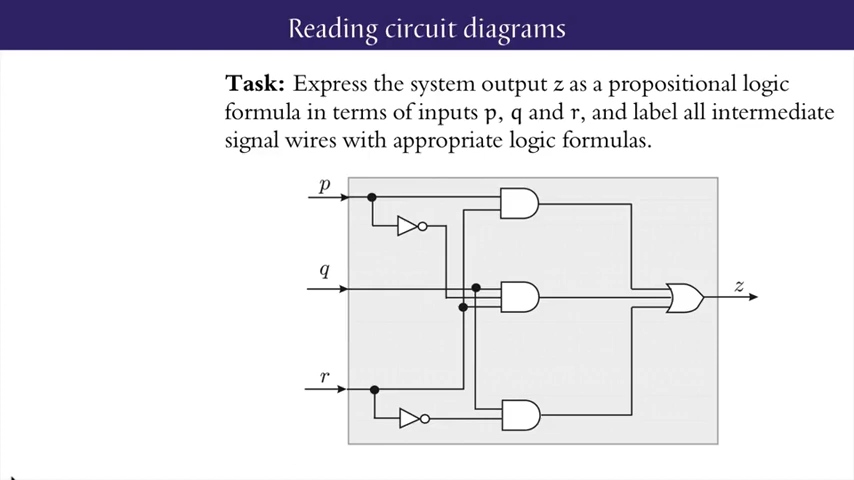 Reading circuit diagrams
Task: Express the system output z as a propositional logic
formula in terms of inputs p, q and r, and label all intermediate
signal wires with appropriate logic formulas.
p
q
z
r